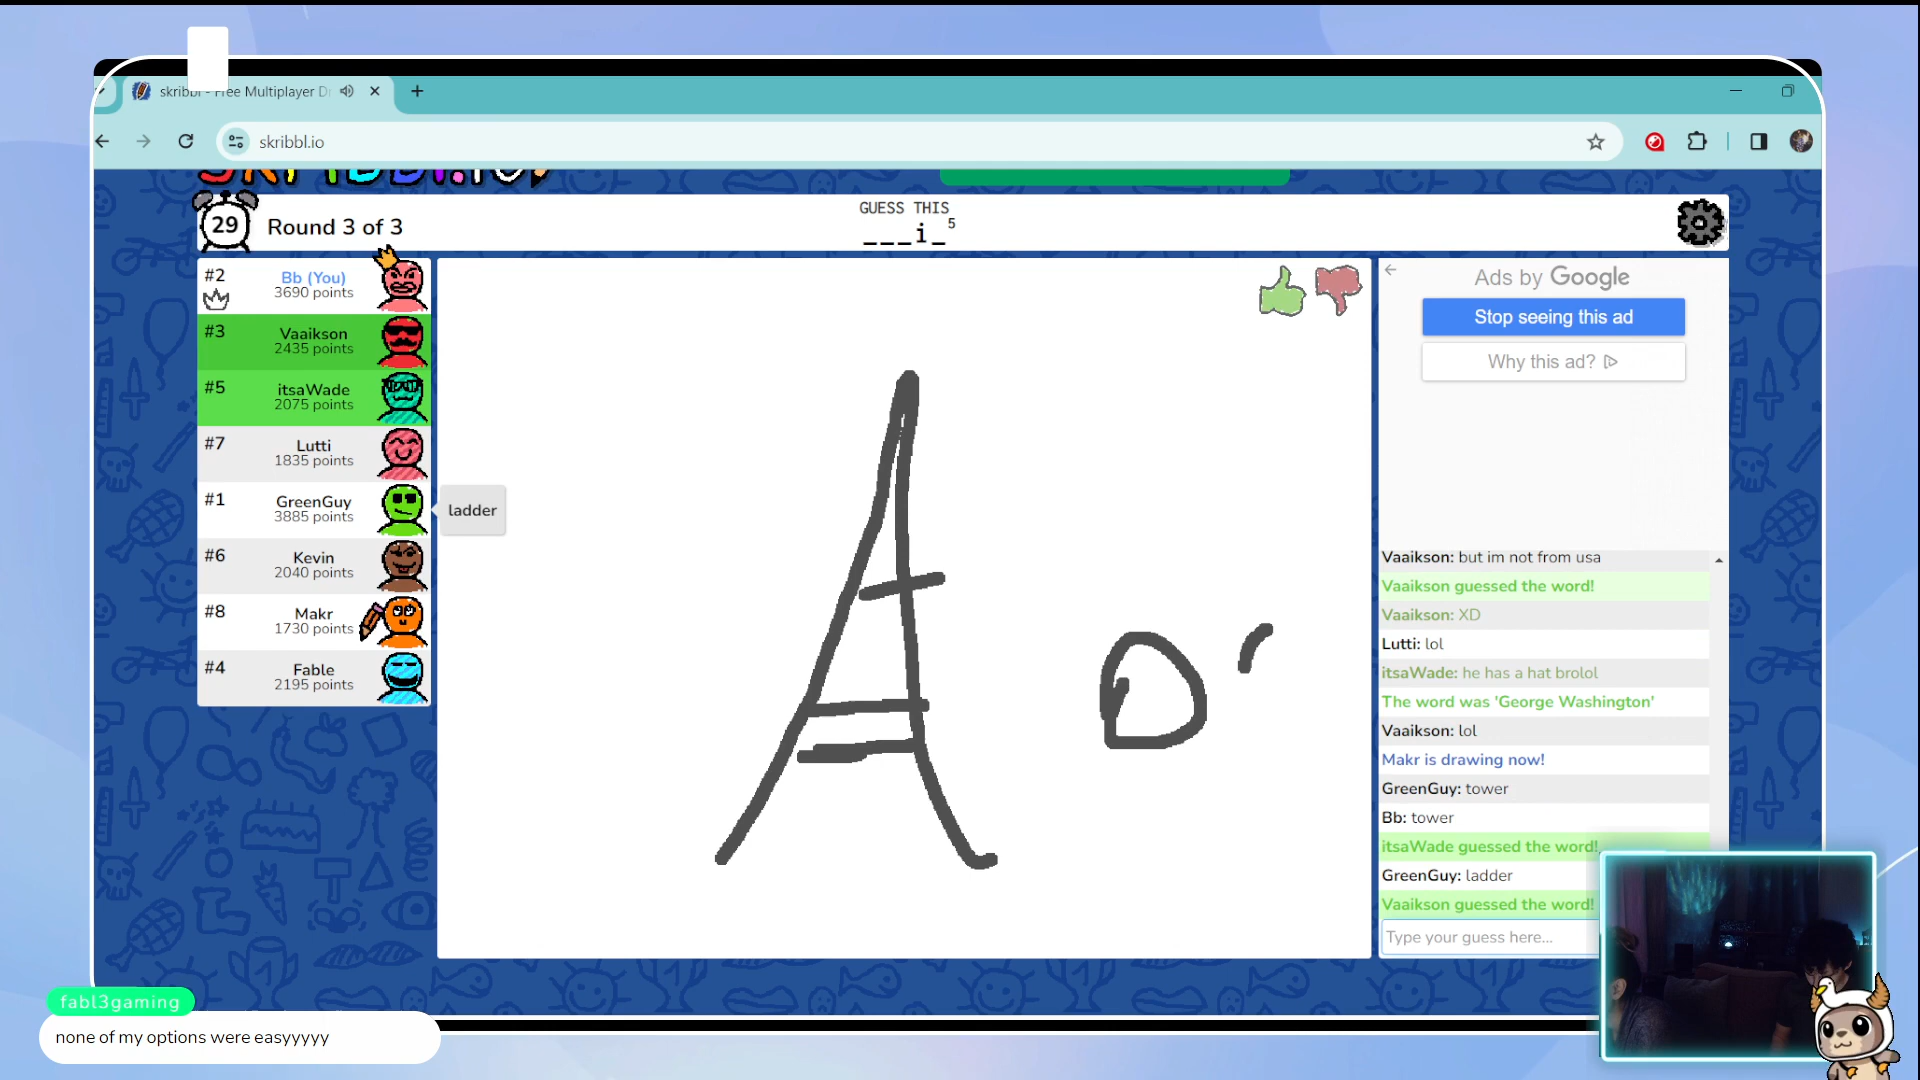 skribbl - Free Multiplayer Dr
skribbl.io
skribbl.io
29
Round 3 of 3
GUESS THIS
___i_ 5
#2 Bb (You)
3690 points
#3 Vaaikson
2435 points
#5 itsaWade
2075 points
#7 Lutti
1835 points
#1 GreenGuy
3885 points
ladder
#6 Kevin
2040 points
#8 Makr
1730 points
#4 Fable
2195 points
D'
Ads by Google
Stop seeing this ad
Why this ad?
Vaaikson: but im not from usa
Vaaikson guessed the word!
Vaaikson: XD
Lutti: lol
itsaWade: he has a hat brolol
The word was 'George Washington'
Vaaikson: lol
Makr is drawing now!
GreenGuy: tower
Bb: tower
itsaWade guessed the word!
GreenGuy: ladder
Vaaikson guessed the word!
Type your guess here...
fabl3gaming
none of my options were easyyyyy